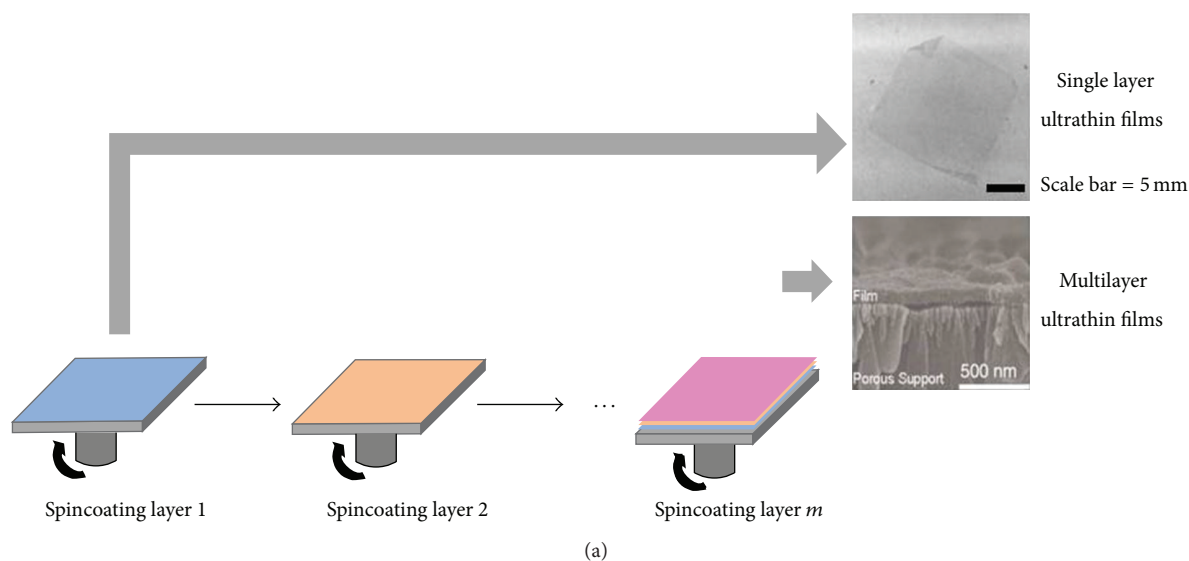 Single layer
ultrathin films
Scale bar = 5 mm
Multilayer
ultrathin films
Film
500 nm
Porous Support
...
Spincoating layer 1
Spincoating layer 2
Spincoating layer m
(a)